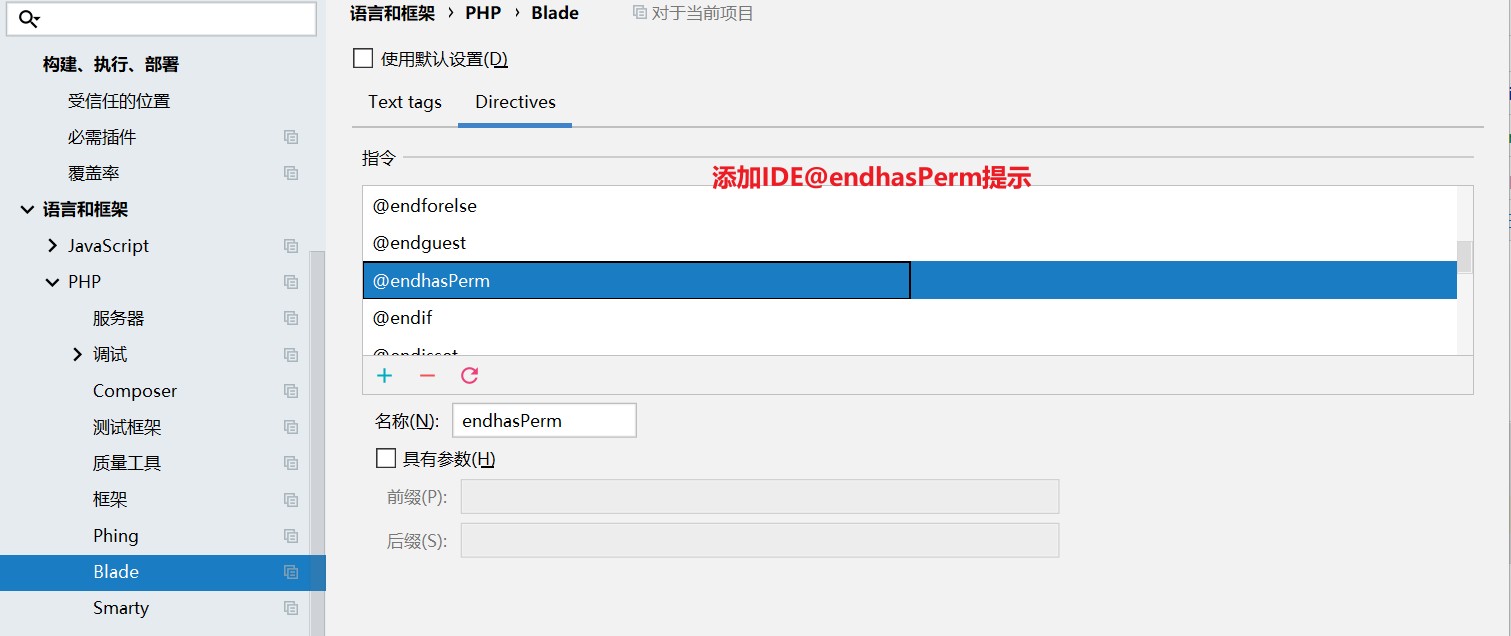 构建、执行、部署
受信任的位置
必需插件
覆盖率
语言和框架
JavaScript
PHP
服务器
调试
Composer
测试框架
质量工具
框架
Phing
Blade
Smarty
语言和框架 › PHP › Blade 对于当前项目
使用默认设置(D)
Text tags Directives
指令
添加IDE@endhasPerm提示
@endforelse
@endguest
@endhasPerm
@endif
@endisset
名称(N): endhasPerm
具有参数(H)
前缀(P):
后缀(S):